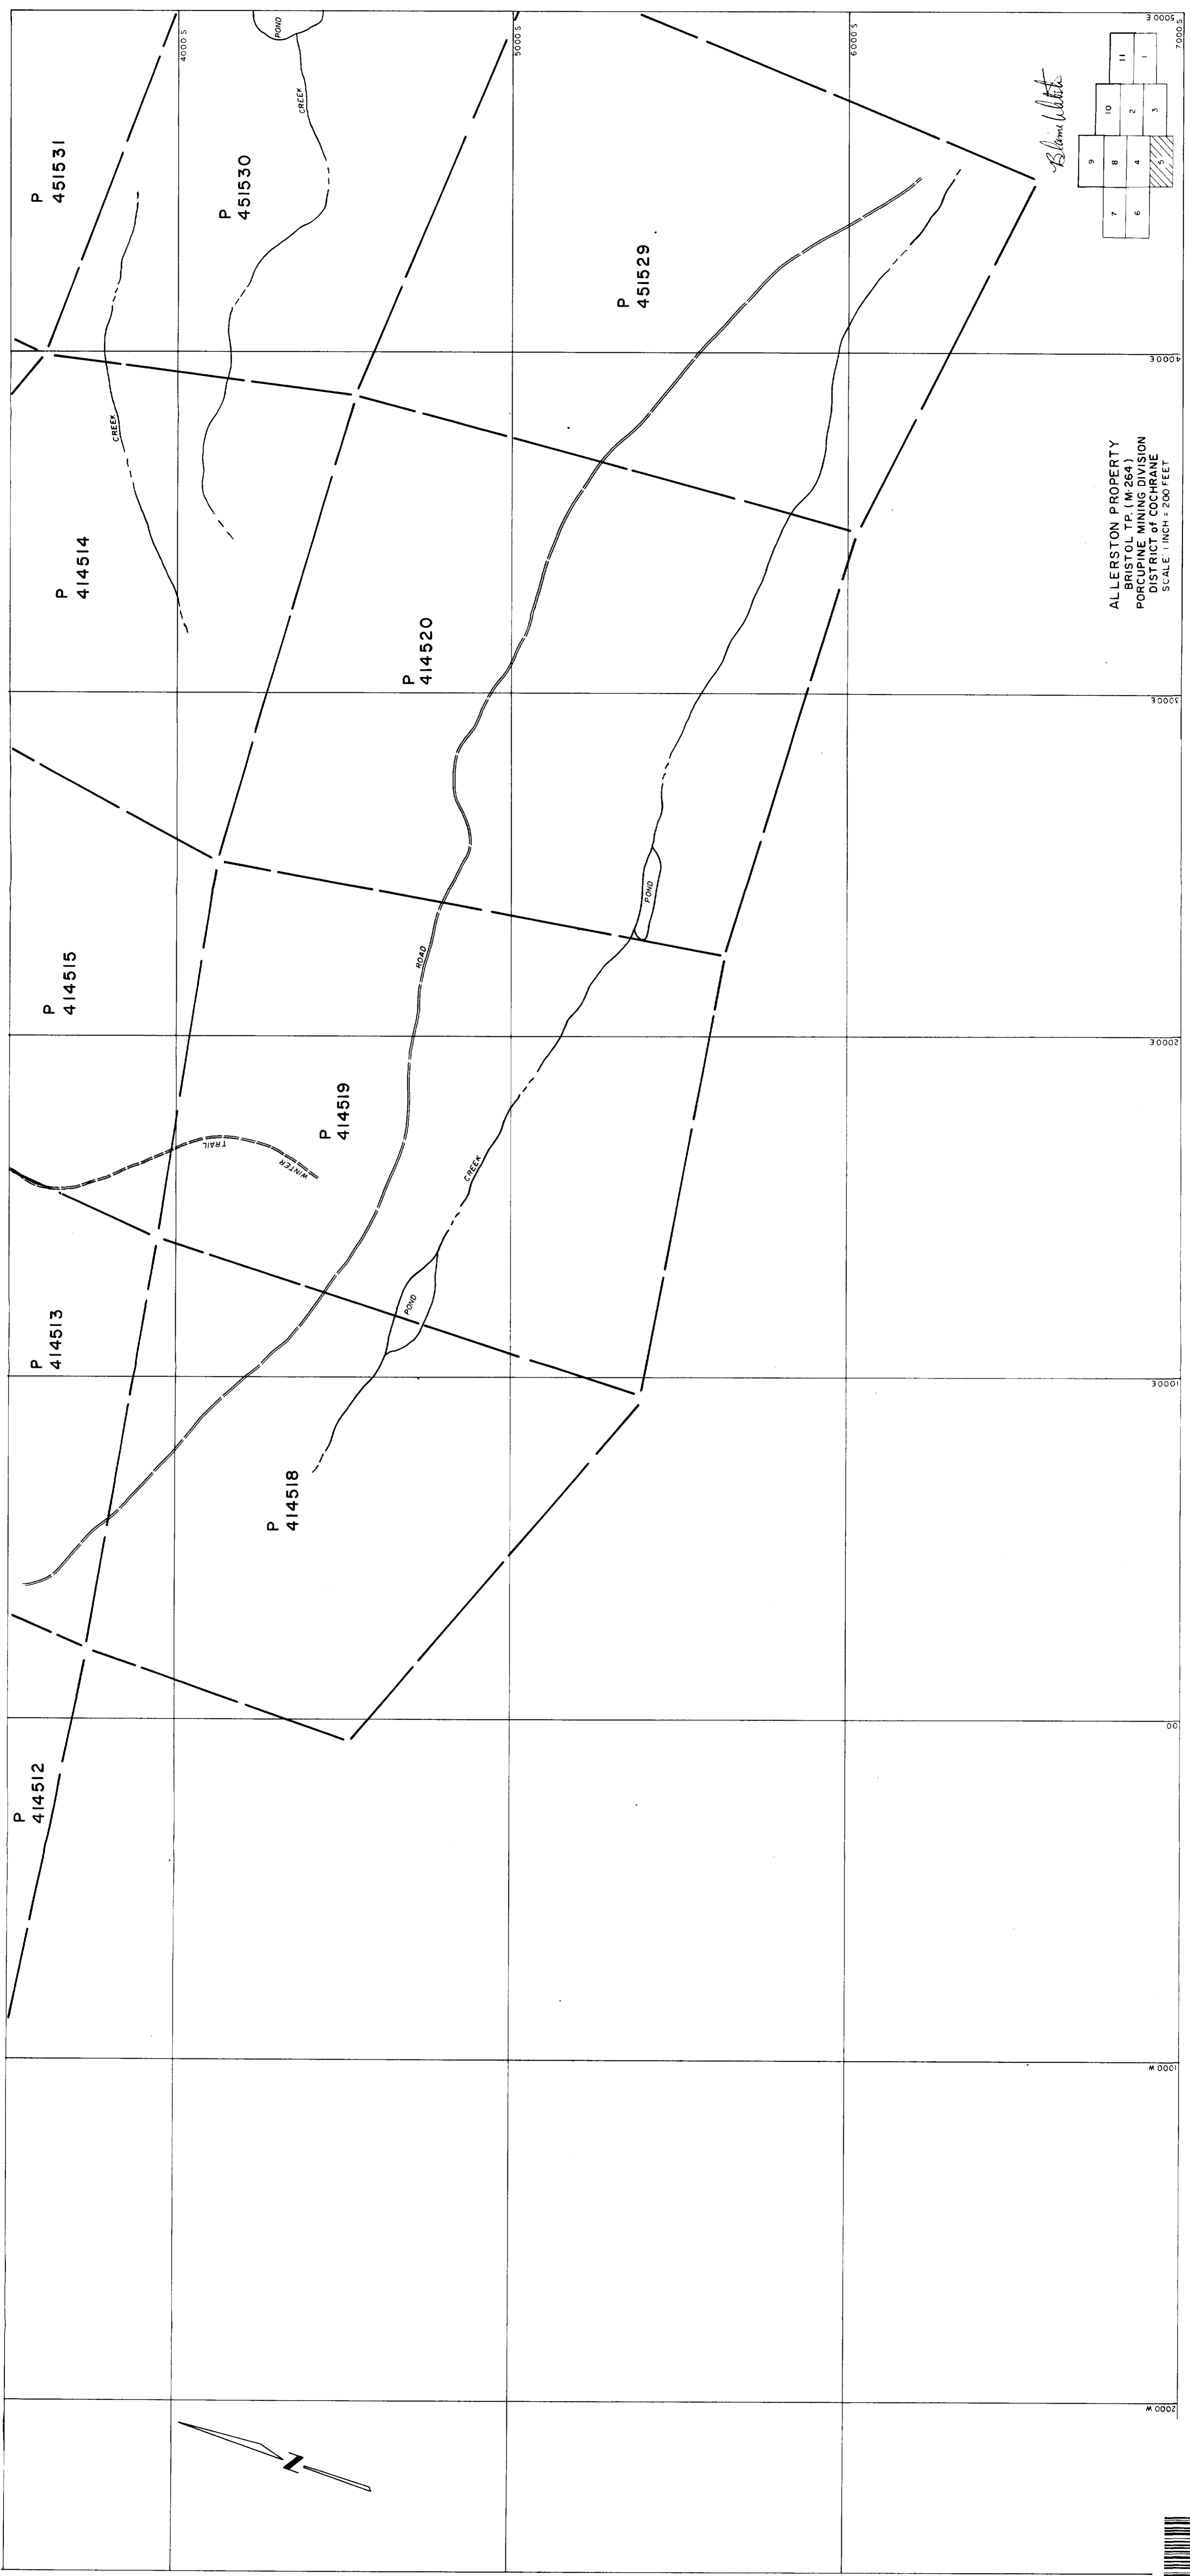 P
451531
P
451530
P
451529
P
414514
P
414520
P
414515
P
414519
P
414513
P
414518
P
414512
POND
CREEK
CREEK
ROAD
POND
WINTER
TRAIL
CREEK
POND
4000 S
5000 S
6000 S
7000 S
5000 E
4000 E
3000 E
2000 E
1000 E
00
1000 W
2000 W
N
Blaine Webster
11
1
10
2
3
9
8
4
5
7
6
ALLERSTON PROPERTY
BRISTOL TP. (M-264)
PORCUPINE MINING DIVISION
DISTRICT of COCHRANE
SCALE: 1 INCH = 200 FEET